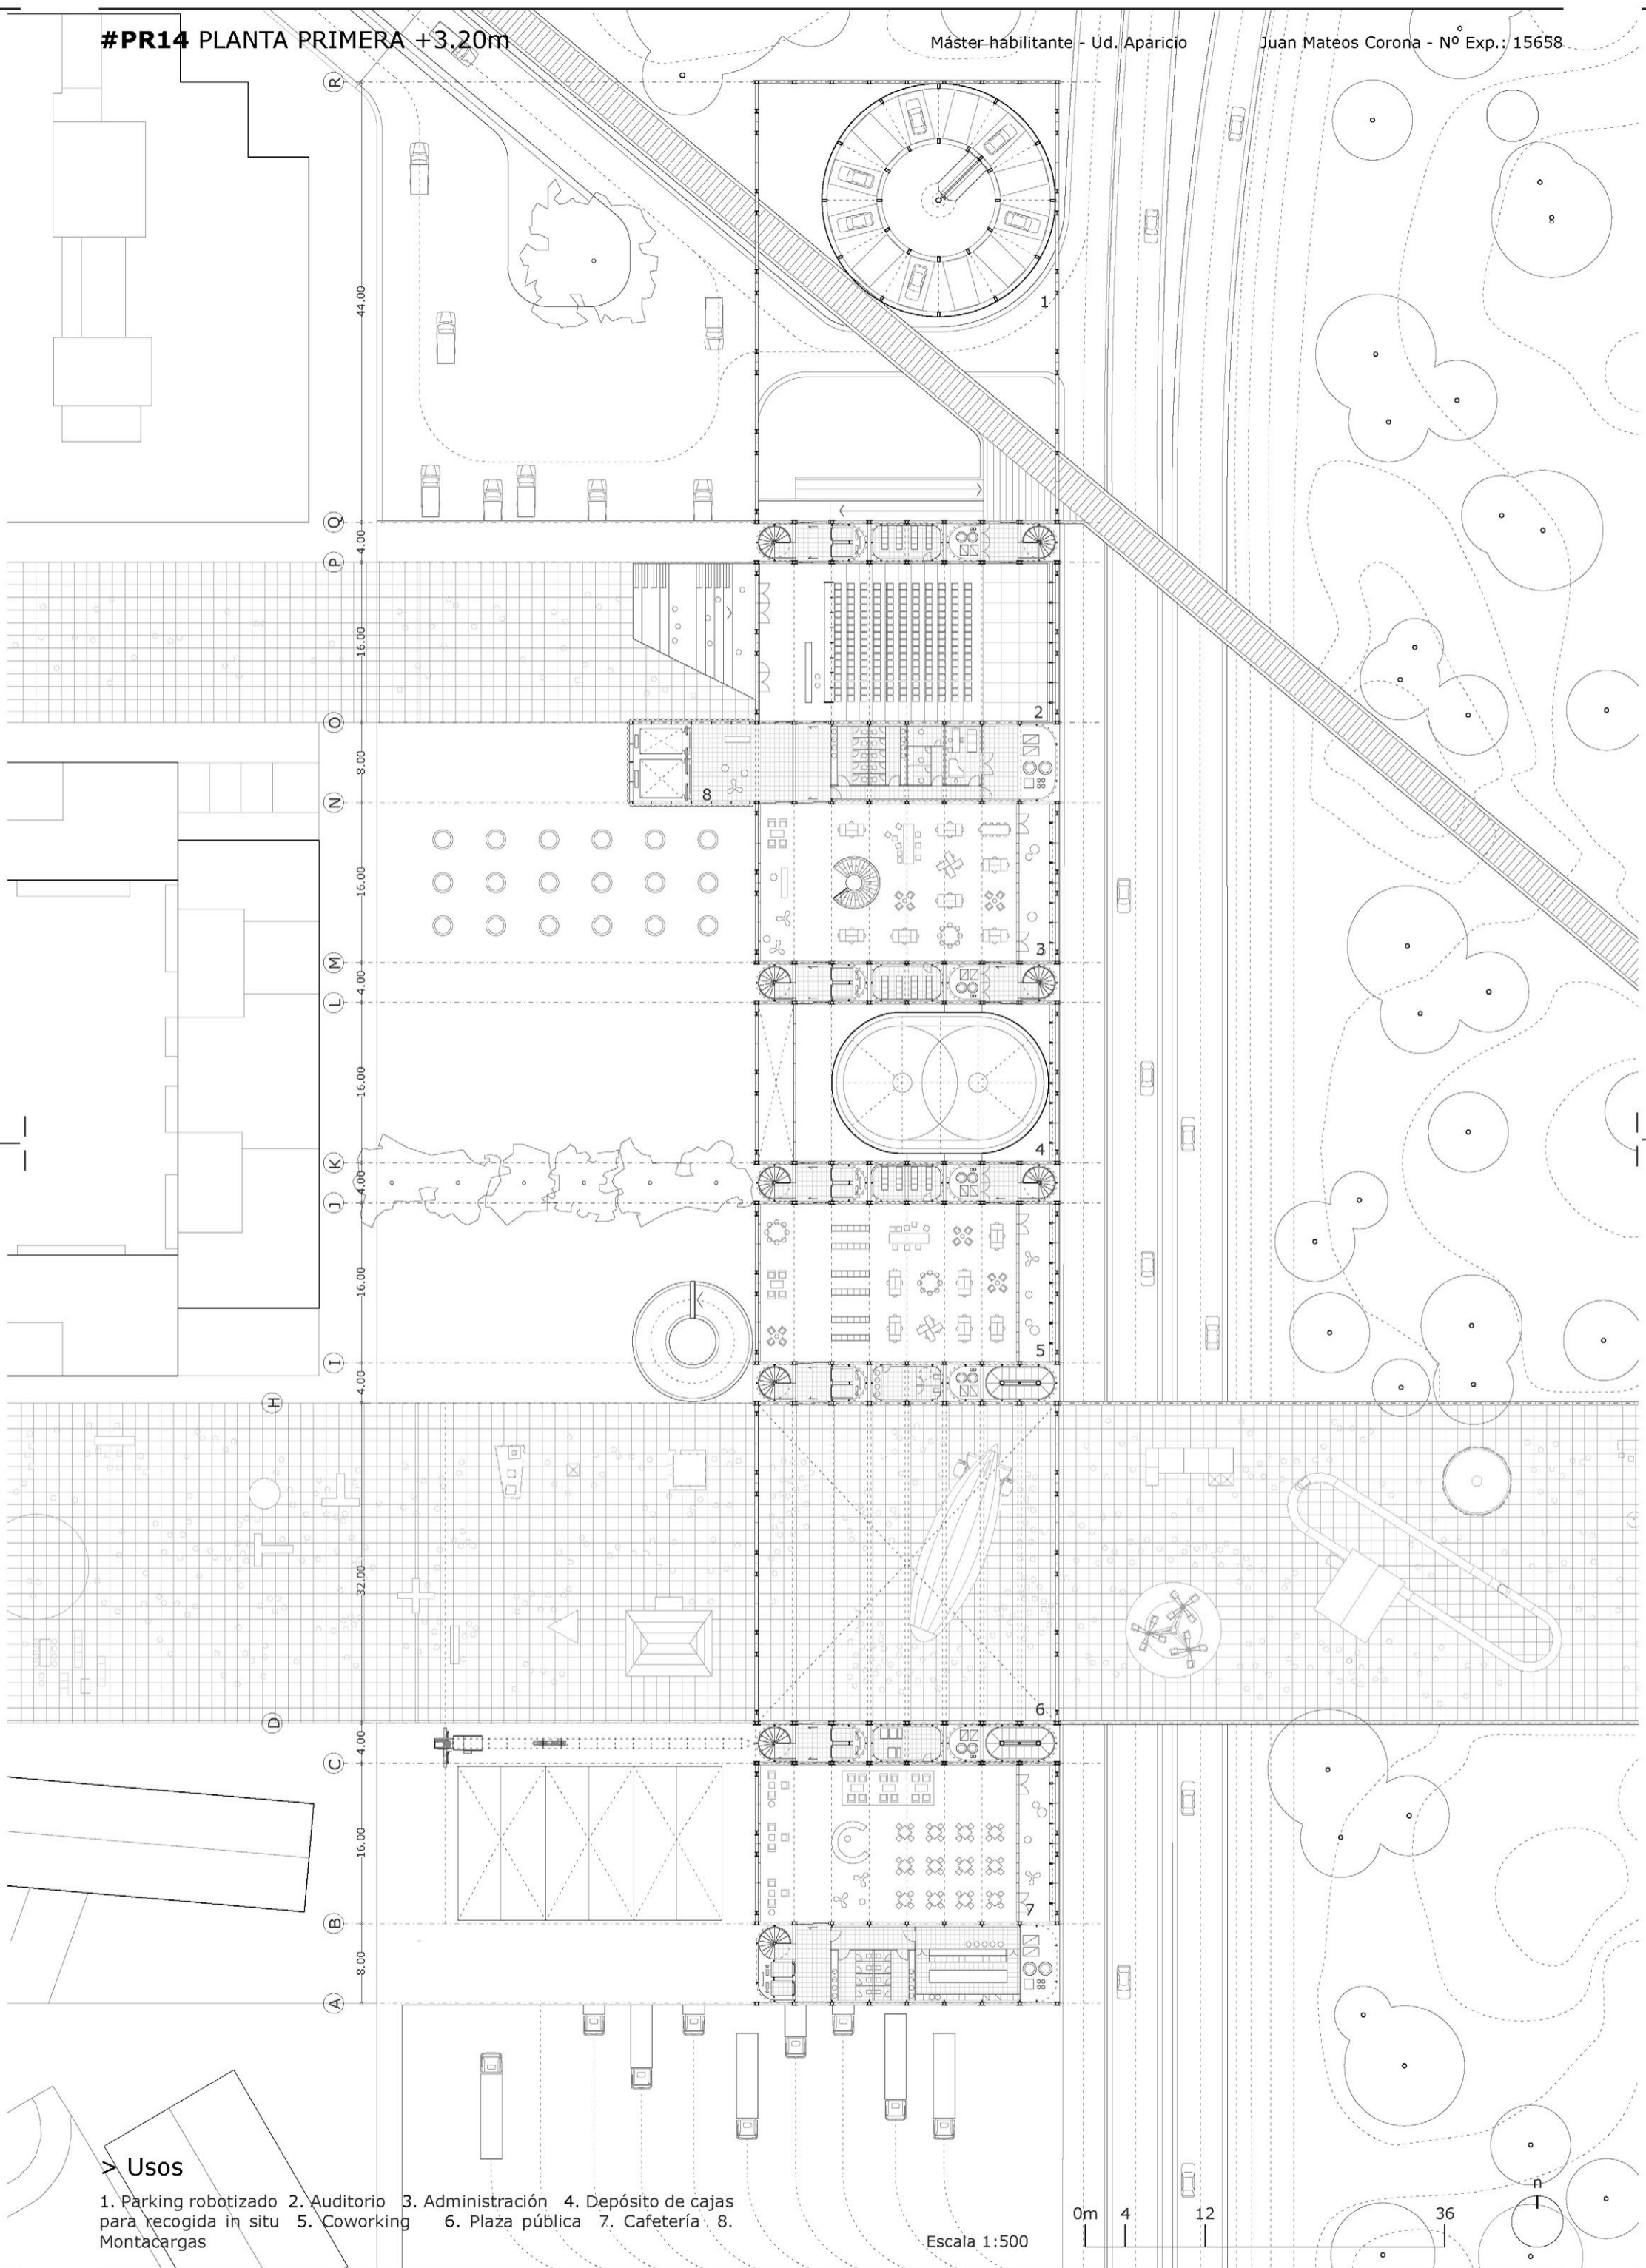 #PR14 PLANTA PRIMERA +3.20m
Máster habilitante - Ud. Aparicio
Juan Mateos Corona - Nº Exp.: 15658
R
44.00
1
Q
4.00
P
16.00
2
O
8.00
8
N
16.00
3
M
4.00
L
16.00
4
K
4.00
J
16.00
5
I
4.00
H
32.00
6
D
4.00
C
16.00
7
B
8.00
A
> Usos
1. Parking robotizado 2. Auditorio 3. Administración 4. Depósito de cajas
para recogida in situ 5. Coworking 6. Plaza pública 7. Cafetería 8.
Montacargas
Escala 1:500
0m 4 12 36
n